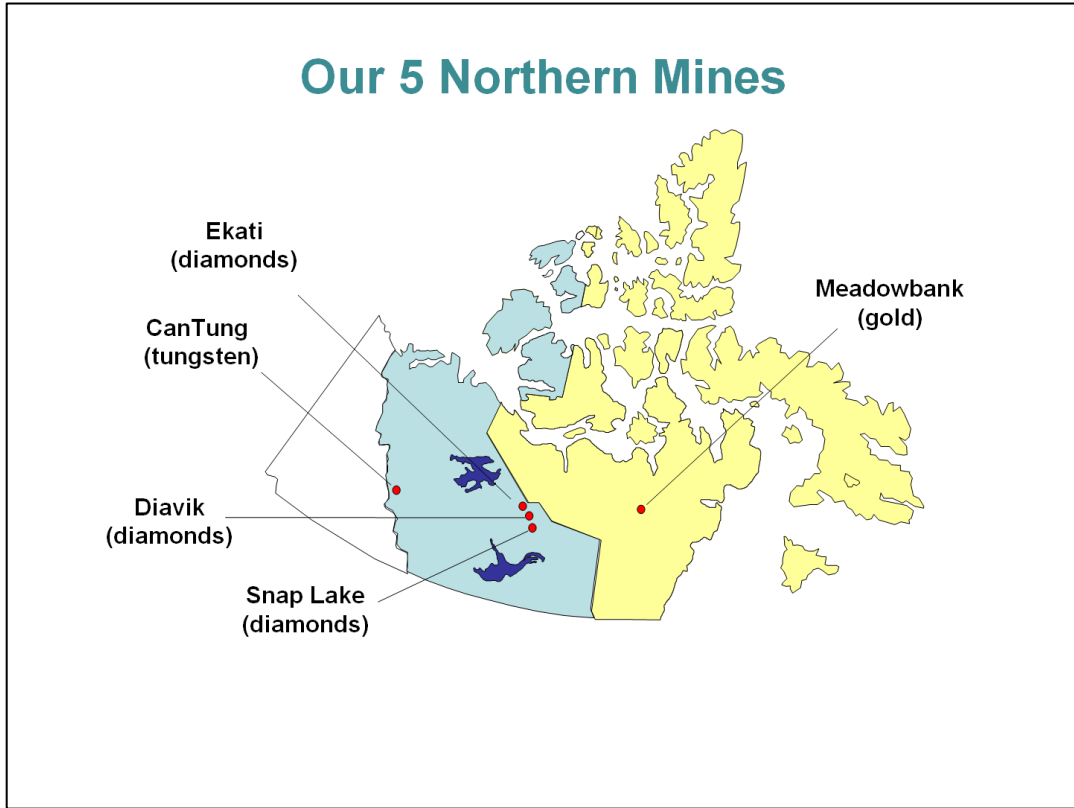 Our 5 Northern Mines
Ekati
(diamonds)
CanTung
(tungsten)
Meadowbank
(gold)
Diavik
(diamonds)
Snap Lake
(diamonds)